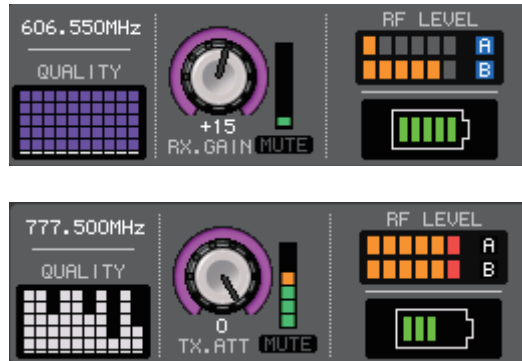 606.550MHz
RF LEVEL
A
QUALITY
B
+15
RX.GAIN MUTE
777.500MHz
RF LEVEL
A
QUALITY
B
0
TX.ATT MUTE